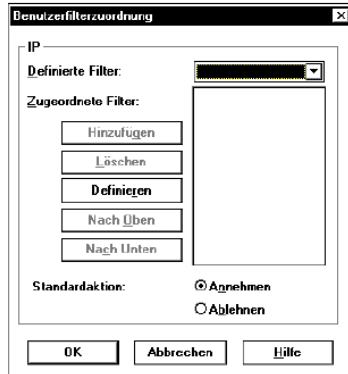 Benutzerfilterzuordnung
IP
Definierte Filter:
Zugeordnete Filter:
Hinzufügen
Löschen
Definieren
Nach Oben
Nach Unten
Standardaktion:
Annehmen
Ablehnen
OK
Abbrechen
Hilfe